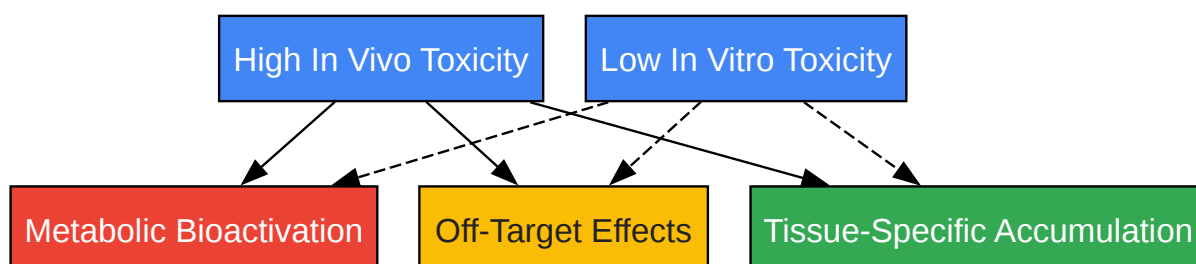 High In Vivo Toxicity
Low In Vitro Toxicity
Metabolic Bioactivation
Off-Target Effects
Tissue-Specific Accumulation